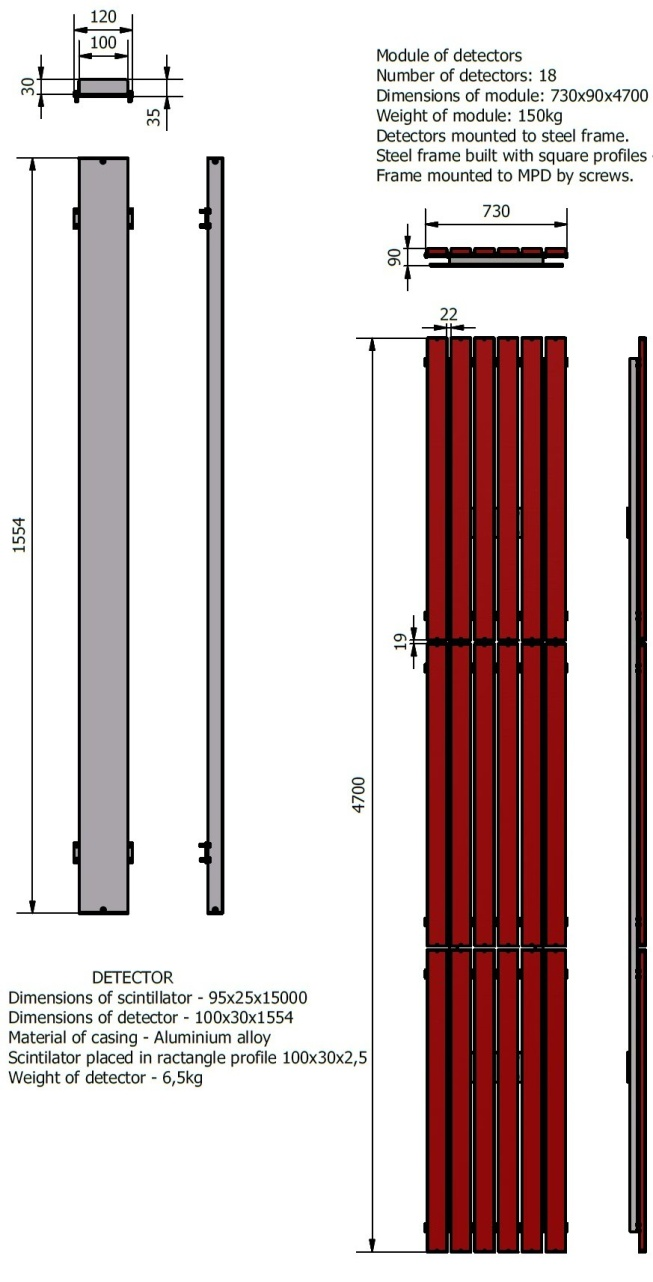 120
100
30
35
Module of detectors
Number of detectors: 18
Dimensions of module: 730x90x4700
Weight of module: 150kg
Detectors mounted to steel frame.
Steel frame built with square profiles -
Frame mounted to MPD by screws.
730
90
22
1554
19
4700
DETECTOR
Dimensions of scintillator - 95x25x15000
Dimensions of detector - 100x30x1554
Material of casing - Aluminium alloy
Scintilator placed in ractangle profile 100x30x2,5
Weight of detector - 6,5kg